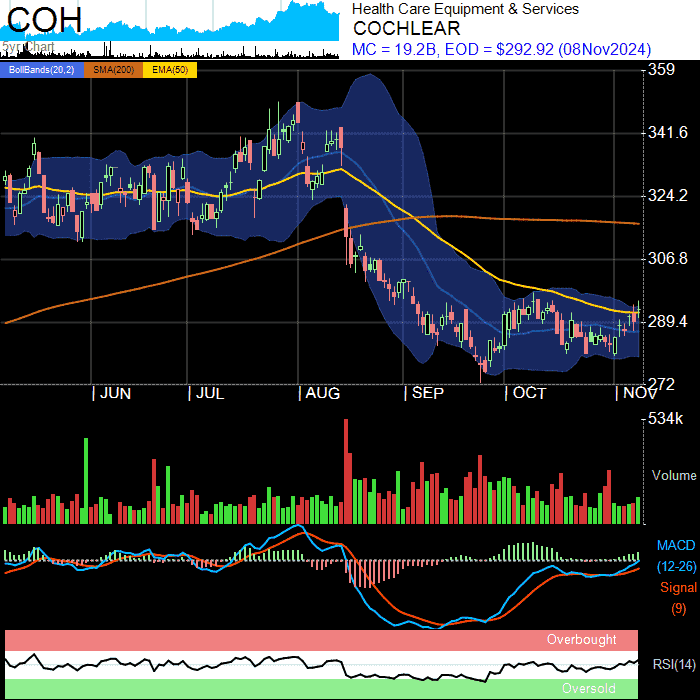 COH
5yr Chart
Health Care Equipment & Services
COCHLEAR
MC = 19.2B, EOD = $292.92 (08Nov2024)
BollBands(20,2) SMA(200) EMA(50)
359
341.6
324.2
306.8
289.4
272
| JUN | JUL | AUG | SEP | OCT | NOV
534k
Volume
MACD
(12-26)
Signal
(9)
Overbought
RSI(14)
Oversold